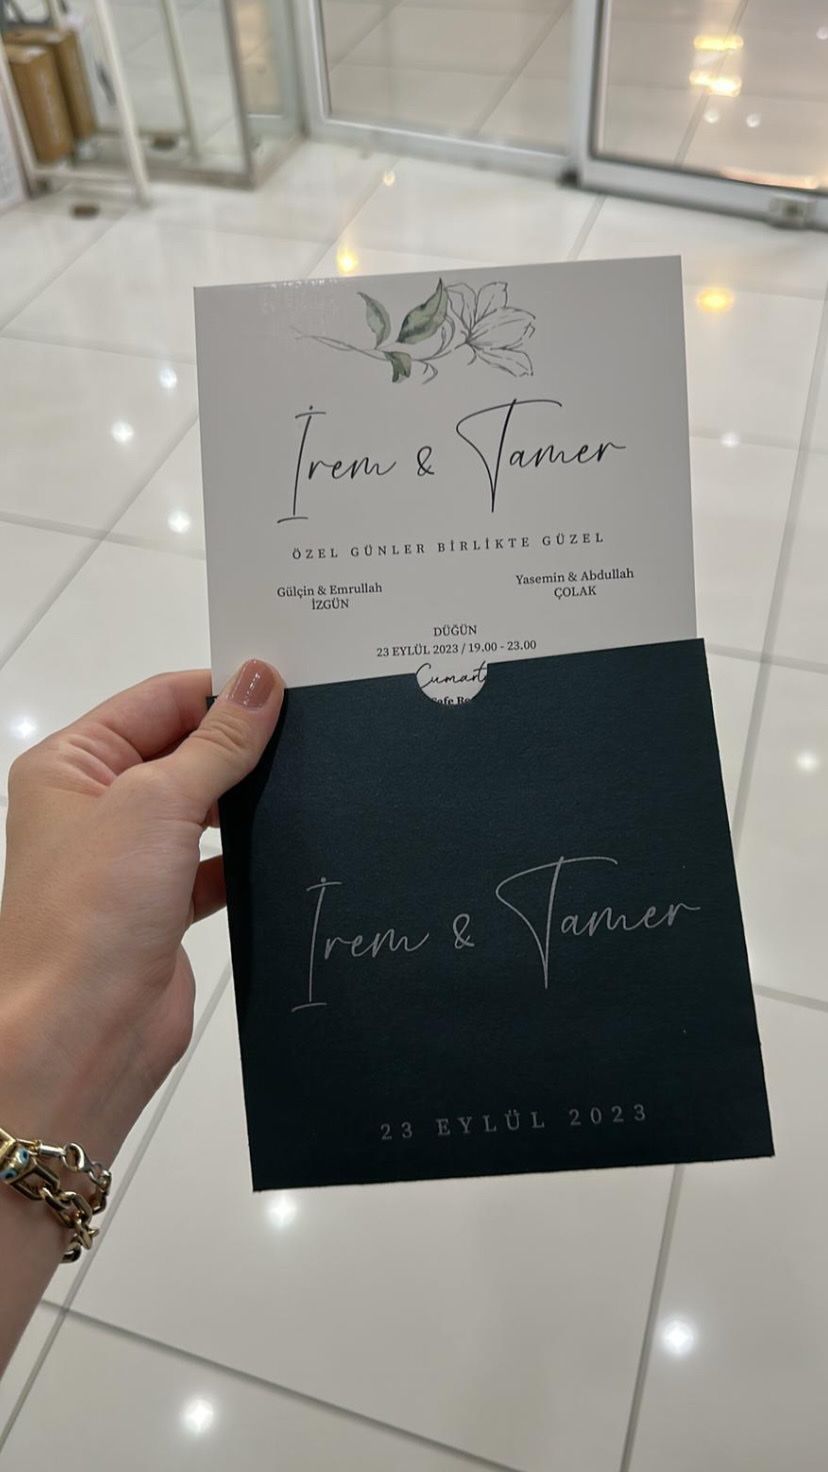 İrem & Tamer
ÖZEL GÜNLER BİRLİKTE GÜZEL
Gülçin & Emrullah
İZGÜN
Yasemin & Abdullah
ÇOLAK
DÜĞÜN
23 EYLÜL 2023 / 19.00 - 23.00
İrem & Tamer
23 EYLÜL 2023